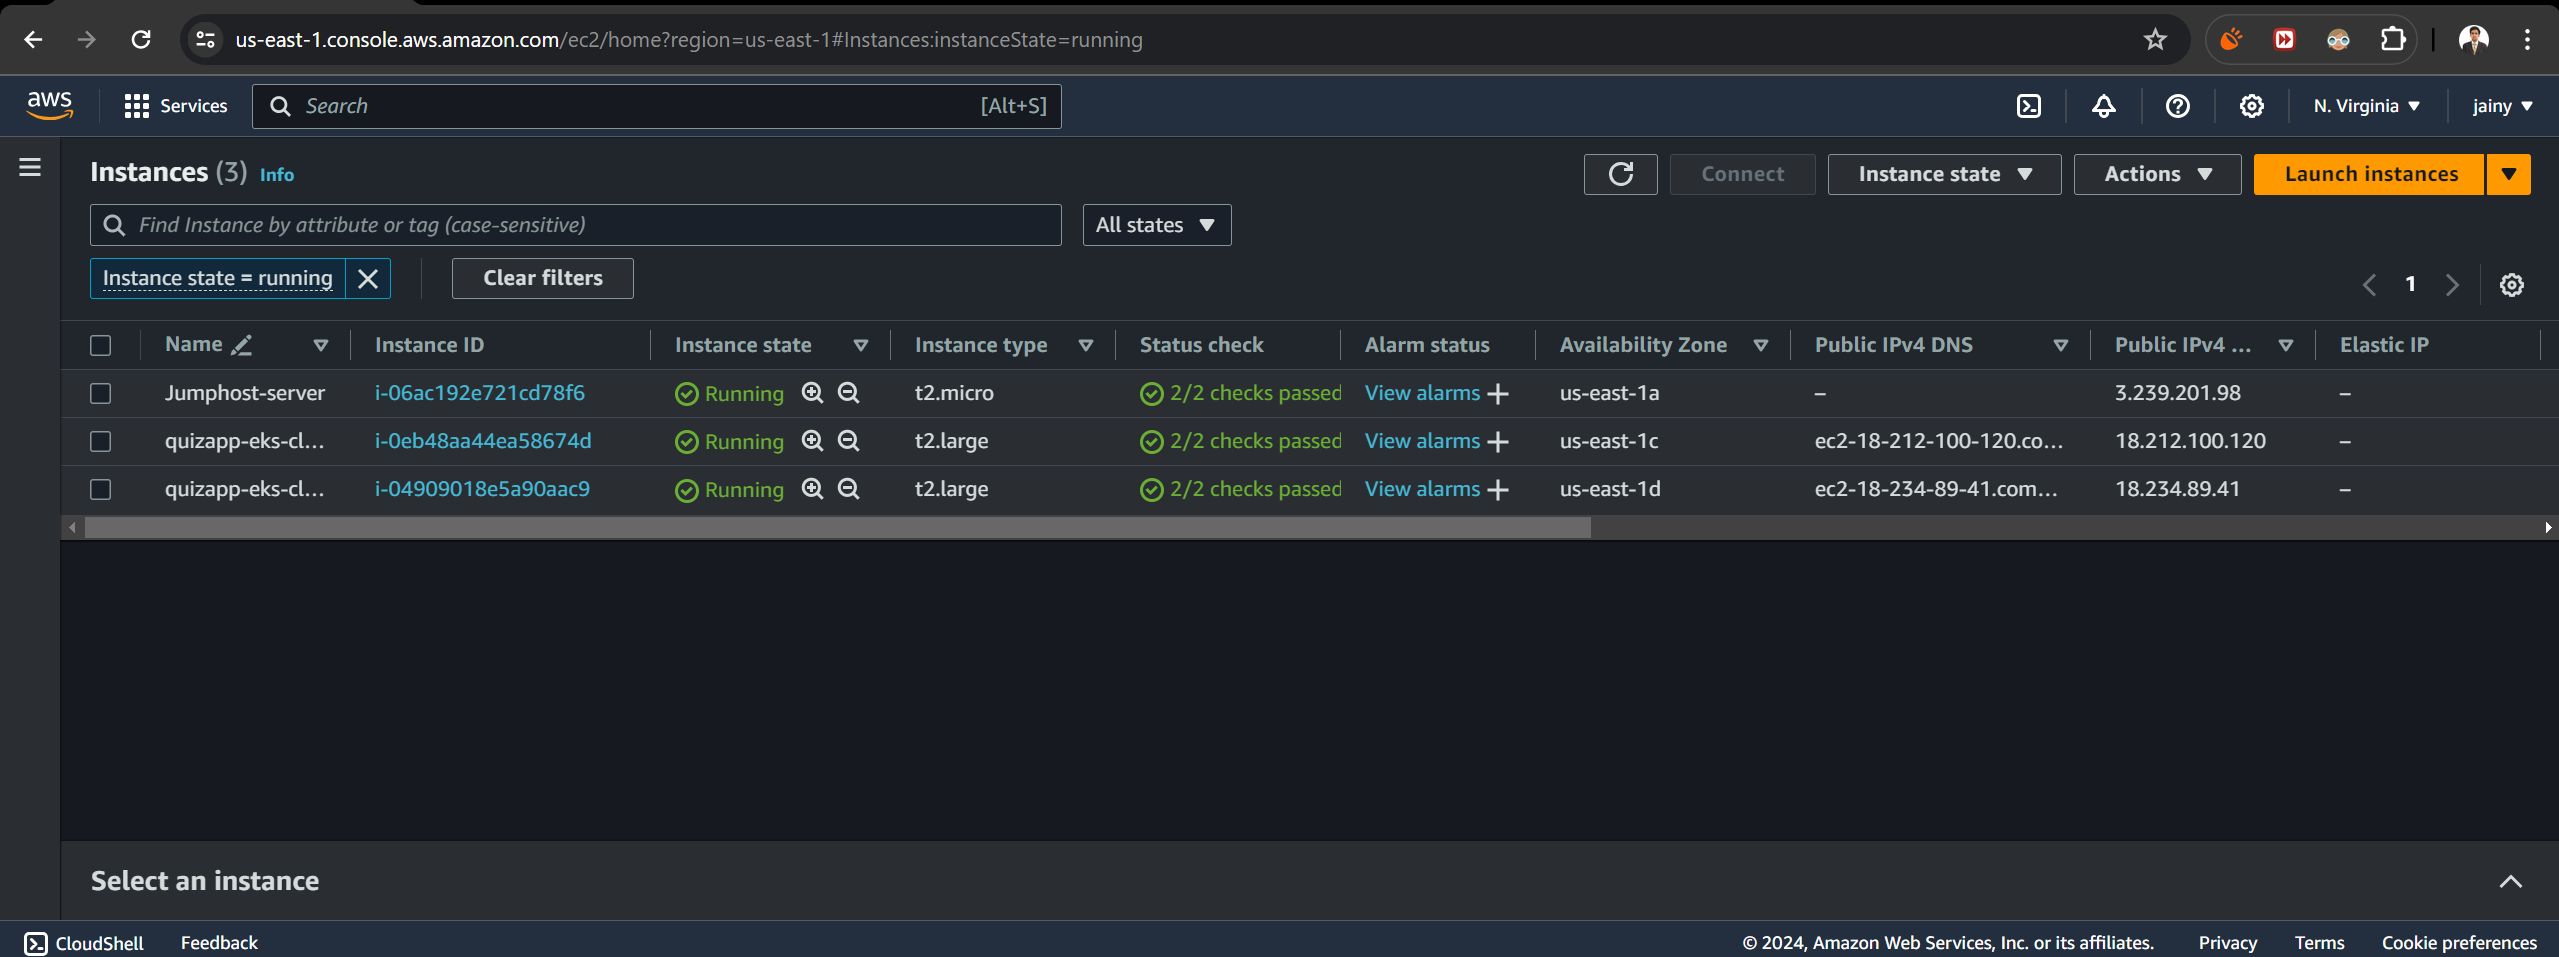 us-east-1.console.aws.amazon.com/ec2/home?region=us-east-1#Instances:instanceState=running
aws Services Search [Alt+S] N. Virginia jainy
Instances (3) Info Connect Instance state Actions Launch instances
Find Instance by attribute or tag (case-sensitive) All states
Instance state = running Clear filters 1
Name Instance ID Instance state Instance type Status check Alarm status Availability Zone Public IPv4 DNS Public IPv4 ... Elastic IP
Jumphost-server i-06ac192e721cd78f6 Running t2.micro 2/2 checks passed View alarms + us-east-1a – 3.239.201.98 –
quizapp-eks-cl... i-0eb48aa44ea58674d Running t2.large 2/2 checks passed View alarms + us-east-1c ec2-18-212-100-120.co... 18.212.100.120 –
quizapp-eks-cl... i-04909018e5a90aac9 Running t2.large 2/2 checks passed View alarms + us-east-1d ec2-18-234-89-41.com... 18.234.89.41 –
Select an instance
CloudShell Feedback © 2024, Amazon Web Services, Inc. or its affiliates. Privacy Terms Cookie preferences